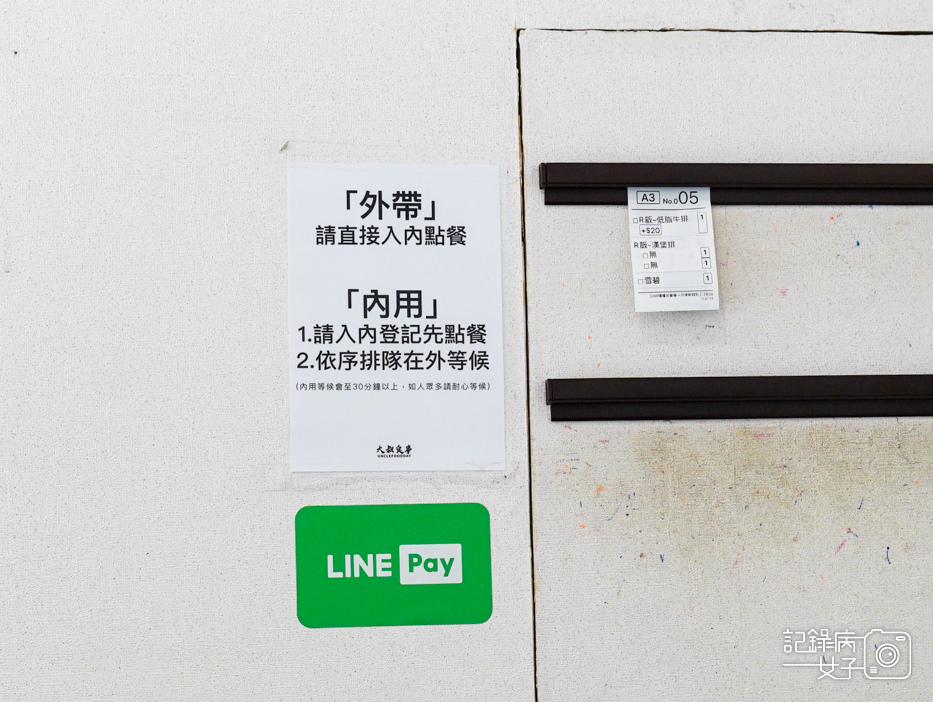 「外帶」
請直接入內點餐
「內用」
1.請入內登記先點餐
2.依序排隊在外等候
(內用等候會至30分鐘以上，如人眾多請耐心等候)
大叔食事
UNCLEFOODDAY
LINE Pay
A3 No.005
□R飯-低脂牛排 1
+$20
R飯-漢堡排
□無 1
□無 1
□雪碧 1
記錄病
女子